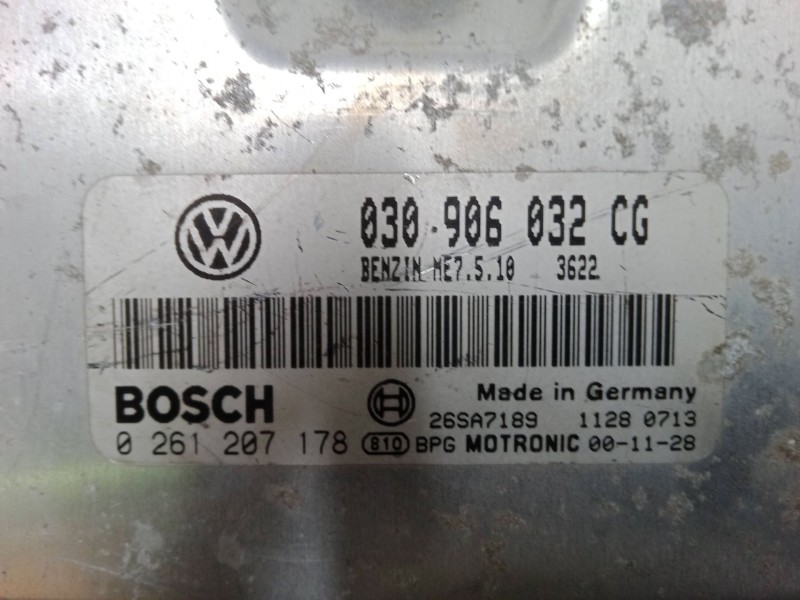 030 906 032 CG
BENZIN ME7.5.10 3622
BOSCH
Made in Germany
26SA7189 1128 0713
0 261 207 178 810 BPG MOTRONIC 00-11-28